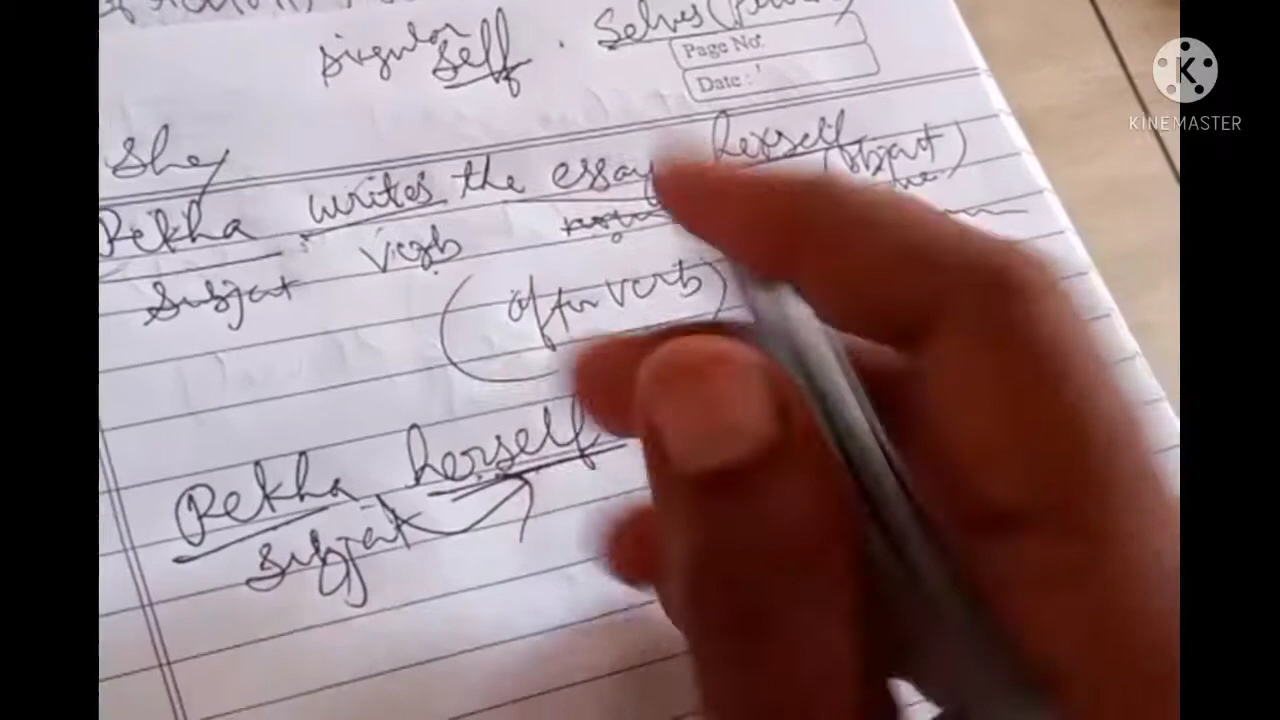 singular self . Selves (
Page No:
Date :
She
Rekha writes the essay herself
subject verb (object)
(after verb)
Rekha herself
subject
K
KINEMASTER